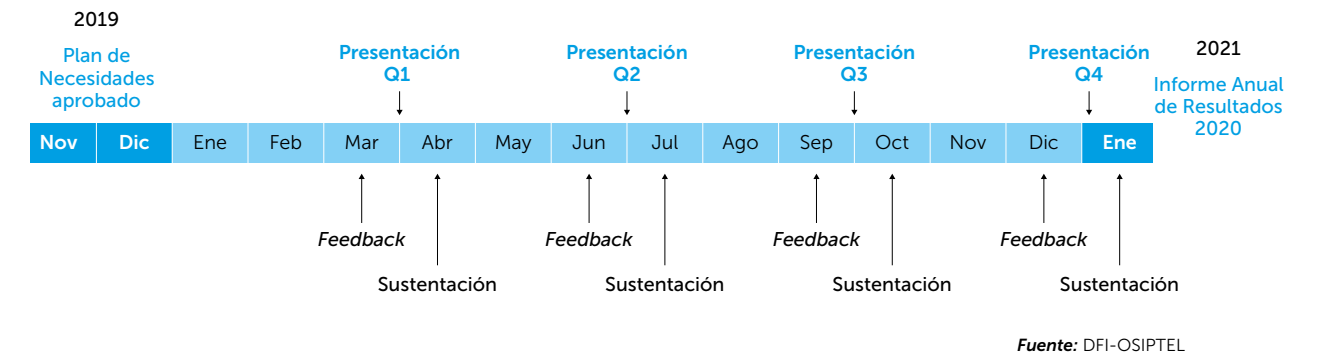 2019
Plan de
Necesidades
aprobado
Presentación
Q1
Presentación
Q2
Presentación
Q3
Presentación
Q4
2021
Informe Anual
de Resultados
2020
Nov Dic Ene Feb Mar Abr May Jun Jul Ago Sep Oct Nov Dic Ene
Feedback Feedback Feedback Feedback
Sustentación Sustentación Sustentación Sustentación
Fuente: DFI-OSIPTEL